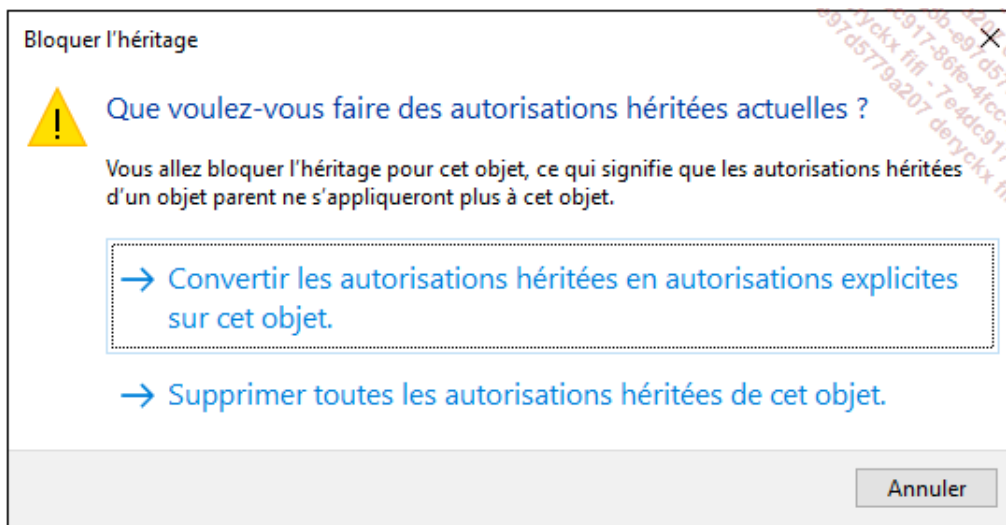 Bloquer l'héritage
Que voulez-vous faire des autorisations héritées actuelles ?
Vous allez bloquer l'héritage pour cet objet, ce qui signifie que les autorisations héritées
d'un objet parent ne s'appliqueront plus à cet objet.
Convertir les autorisations héritées en autorisations explicites
sur cet objet.
Supprimer toutes les autorisations héritées de cet objet.
Annuler